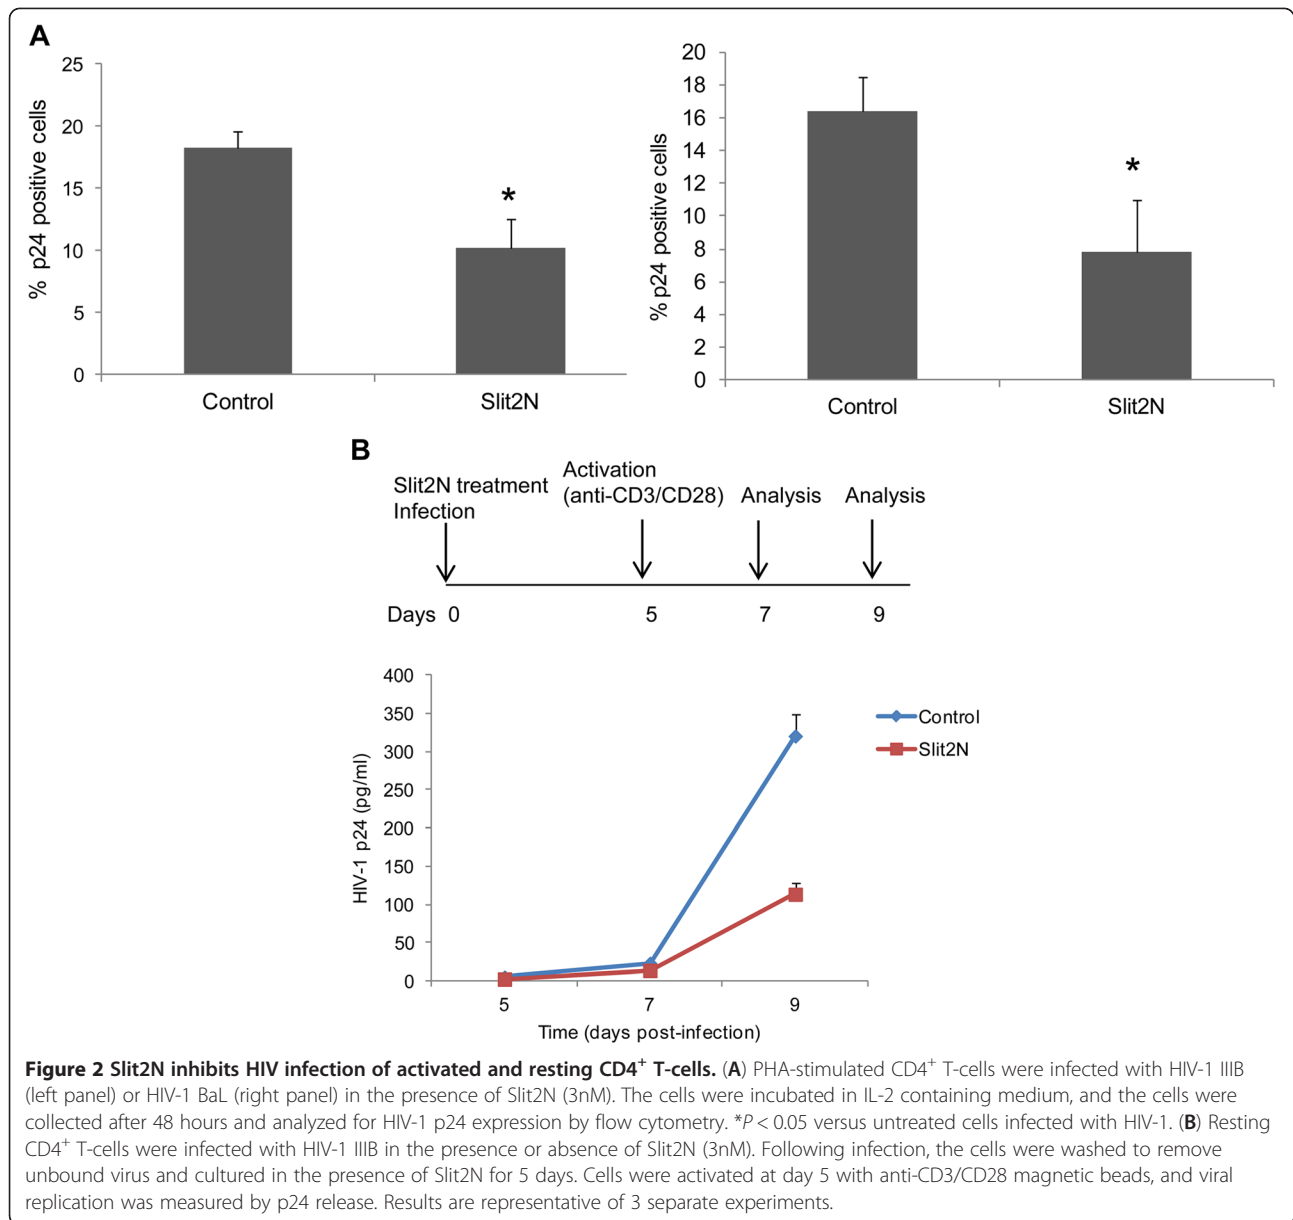 A
25
20
15
10
5
0
% p24 positive cells
*
Control
Slit2N
20
18
16
14
12
10
8
6
4
2
0
% p24 positive cells
*
Control
Slit2N
B
Slit2N treatment
Infection
Activation
(anti-CD3/CD28)
Analysis
Analysis
Days 0 5 7 9
400
350
300
250
200
150
100
50
0
HIV-1 p24 (pg/ml)
5 7 9
Time (days post-infection)
Control
Slit2N
Figure 2 Slit2N inhibits HIV infection of activated and resting CD4⁺ T-cells. (A) PHA-stimulated CD4⁺ T-cells were infected with HIV-1 IIIB
(left panel) or HIV-1 BaL (right panel) in the presence of Slit2N (3nM). The cells were incubated in IL-2 containing medium, and the cells were
collected after 48 hours and analyzed for HIV-1 p24 expression by flow cytometry. *P < 0.05 versus untreated cells infected with HIV-1. (B) Resting
CD4⁺ T-cells were infected with HIV-1 IIIB in the presence or absence of Slit2N (3nM). Following infection, the cells were washed to remove
unbound virus and cultured in the presence of Slit2N for 5 days. Cells were activated at day 5 with anti-CD3/CD28 magnetic beads, and viral
replication was measured by p24 release. Results are representative of 3 separate experiments.